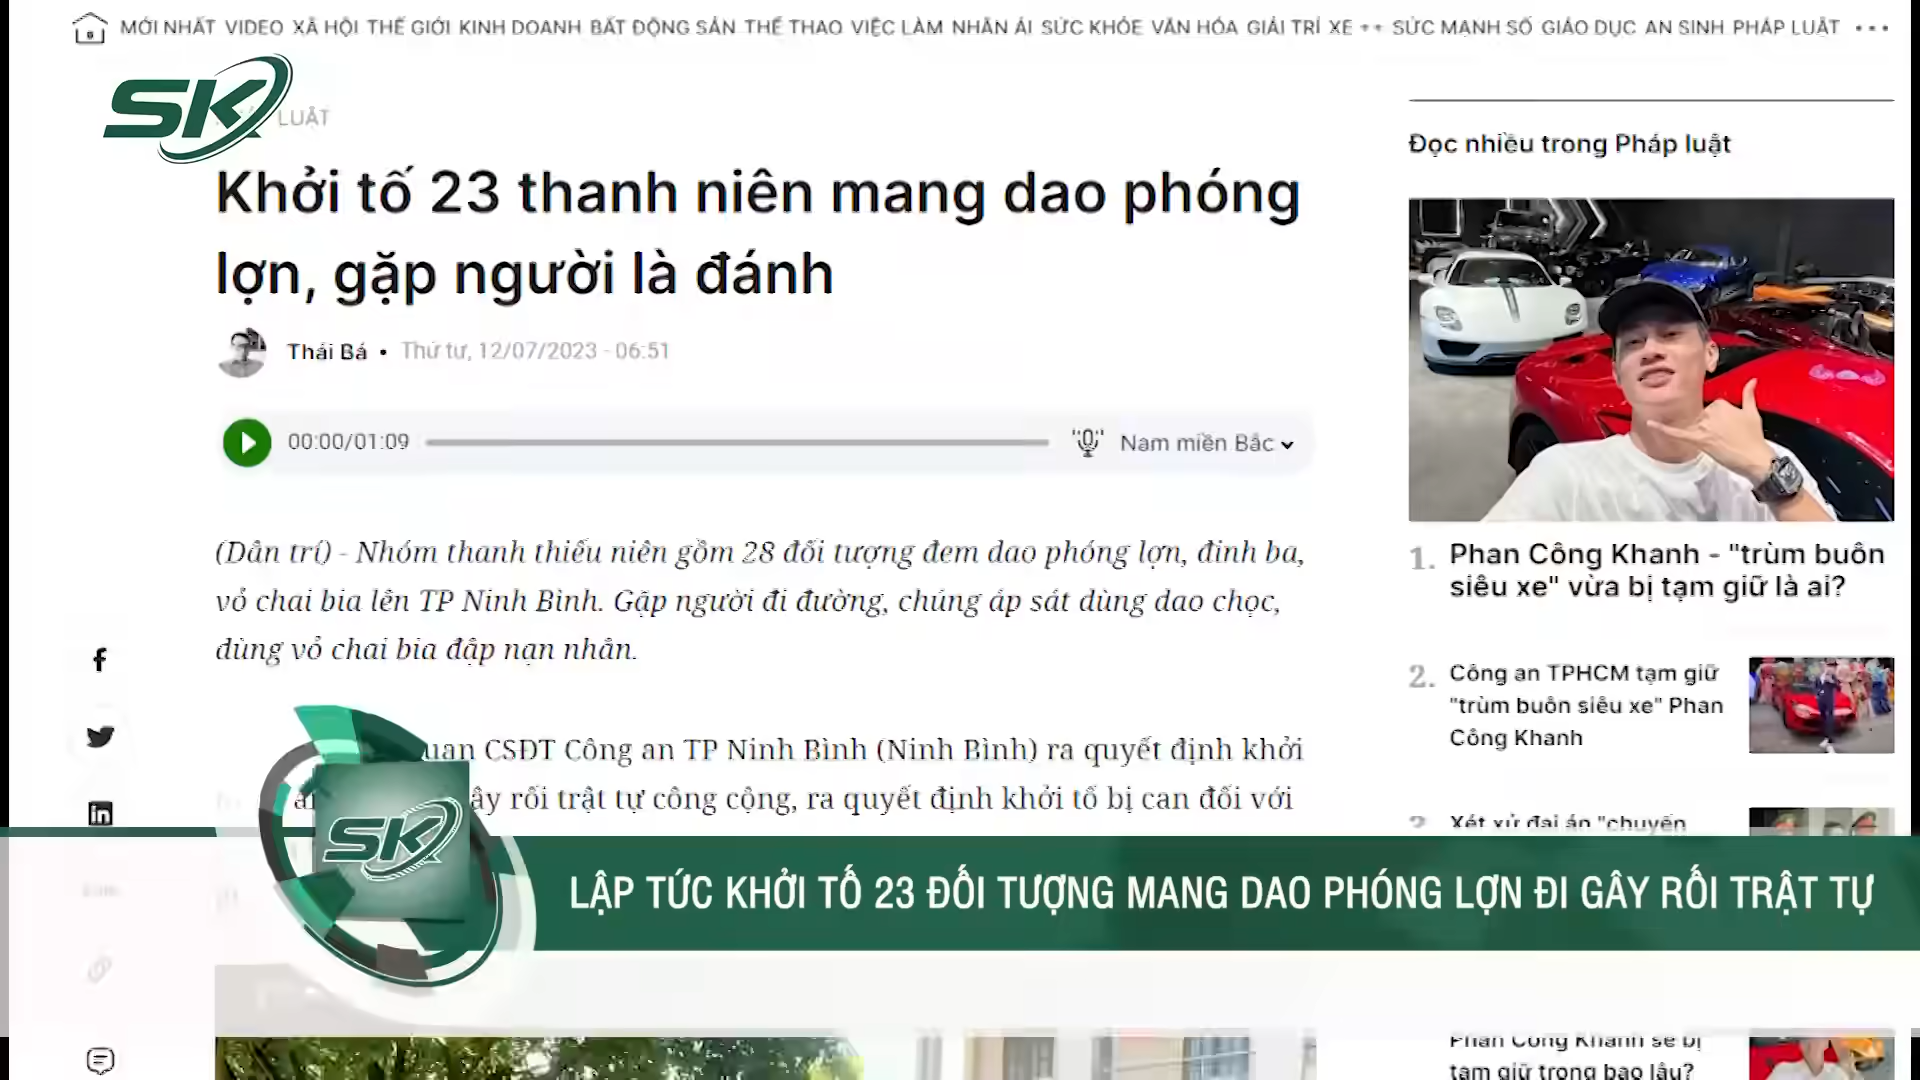 MỚI NHẤT VIDEO XÃ HỘI THẾ GIỚI KINH DOANH BẤT ĐỘNG SẢN THỂ THAO VIỆC LÀM NHÂN ÁI SỨC KHỎE VĂN HÓA GIẢI TRÍ XE ++ SỨC MẠNH SỐ GIÁO DỤC AN SINH PHÁP LUẬT
SK
LUẬT
Khởi tố 23 thanh niên mang dao phóng
lợn, gặp người là đánh
Thái Bá • Thứ tư, 12/07/2023 - 06:51
00:00/01:09
Nam miền Bắc
(Dân trí) - Nhóm thanh thiếu niên gồm 28 đối tượng đem dao phóng lợn, đinh ba,
vỏ chai bia lên TP Ninh Bình. Gặp người đi đường, chúng áp sát dùng dao chọc,
dùng vỏ chai bia đập nạn nhân.
uan CSĐT Công an TP Ninh Bình (Ninh Bình) ra quyết định khởi
ây rối trật tự công cộng, ra quyết định khởi tố bị can đối với
Đọc nhiều trong Pháp luật
1. Phan Công Khanh - "trùm buôn
siêu xe" vừa bị tạm giữ là ai?
2. Công an TPHCM tạm giữ
"trùm buôn siêu xe" Phan
Công Khanh
3. Xét xử đại án "chuyến
SK
LẬP TỨC KHỞI TỐ 23 ĐỐI TƯỢNG MANG DAO PHÓNG LỢN ĐI GÂY RỐI TRẬT TỰ
Phan Công Khanh sẽ bị
tạm giữ trong bao lâu?